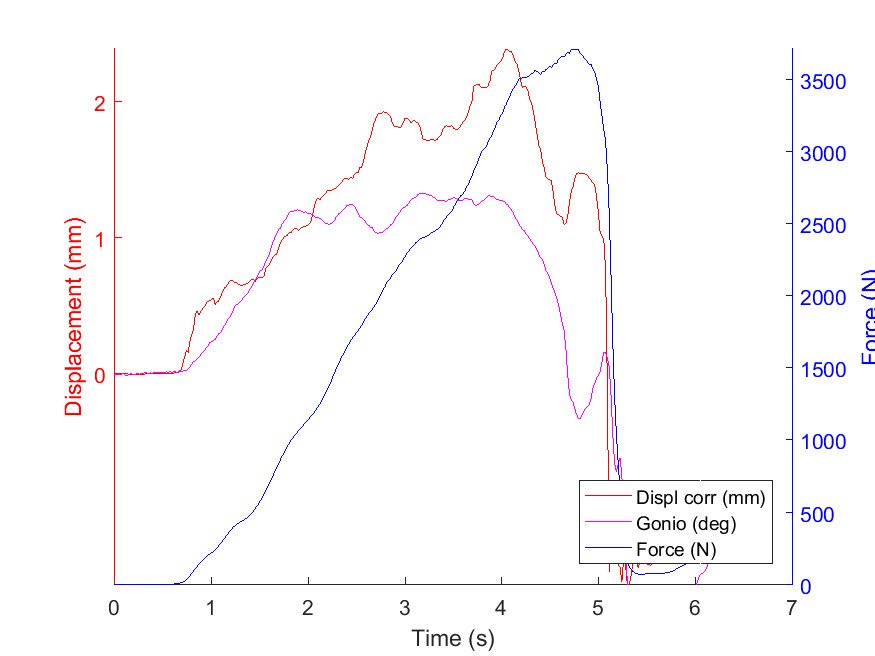 2
1
0
Displacement (mm)
3500
3000
2500
2000
1500
1000
500
0
Force (N)
Displ corr (mm)
Gonio (deg)
Force (N)
0 1 2 3 4 5 6 7
Time (s)